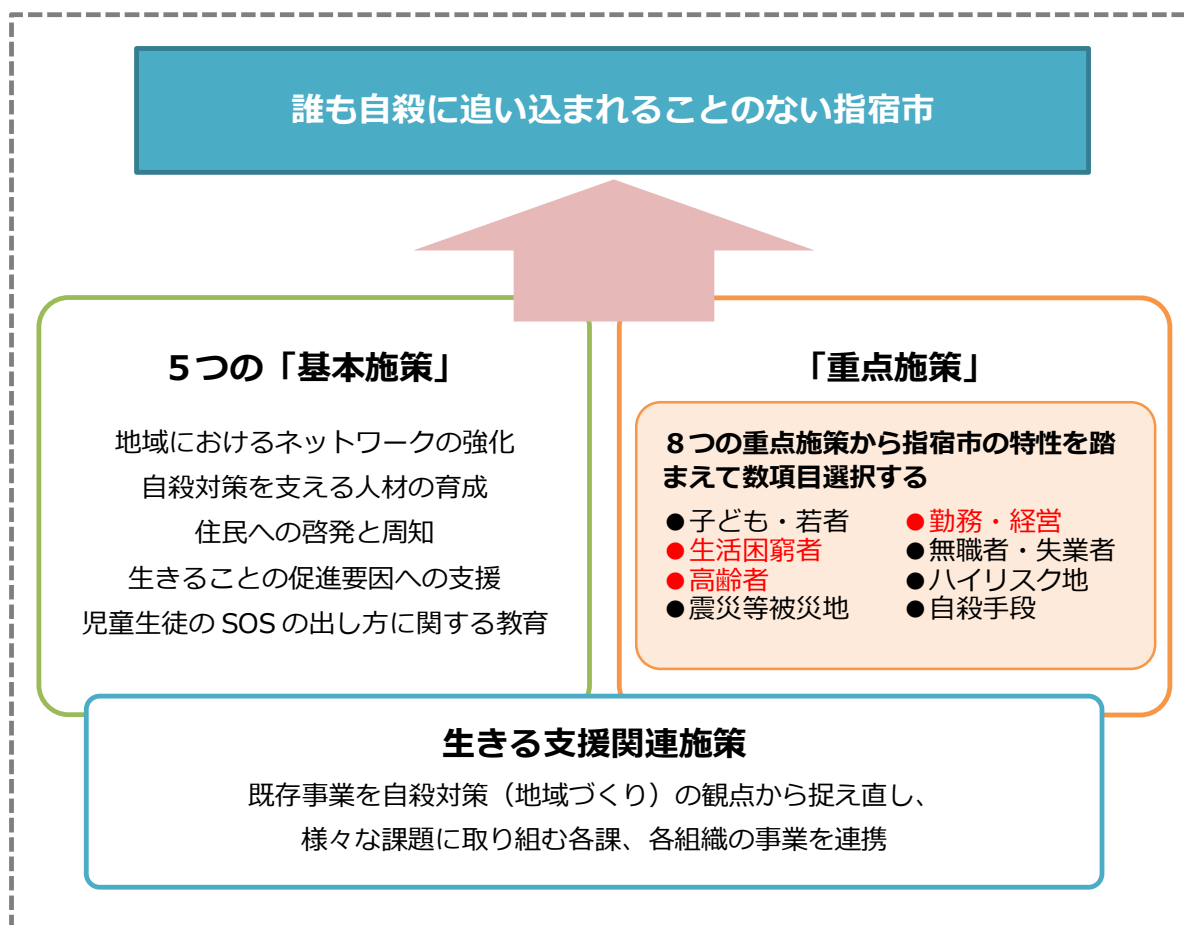 誰も自殺に追い込まれることのない指宿市
５つの「基本施策」
地域におけるネットワークの強化
自殺対策を支える人材の育成
住民への啓発と周知
生きることの促進要因への支援
児童生徒の SOS の出し方に関する教育
「重点施策」
８つの重点施策から指宿市の特性を踏
まえて数項目選択する
●子ども・若者 ●勤務・経営
●生活困窮者 ●無職者・失業者
●高齢者 ●ハイリスク地
●震災等被災地 ●自殺手段
生きる支援関連施策
既存事業を自殺対策（地域づくり）の観点から捉え直し、
様々な課題に取り組む各課、各組織の事業を連携